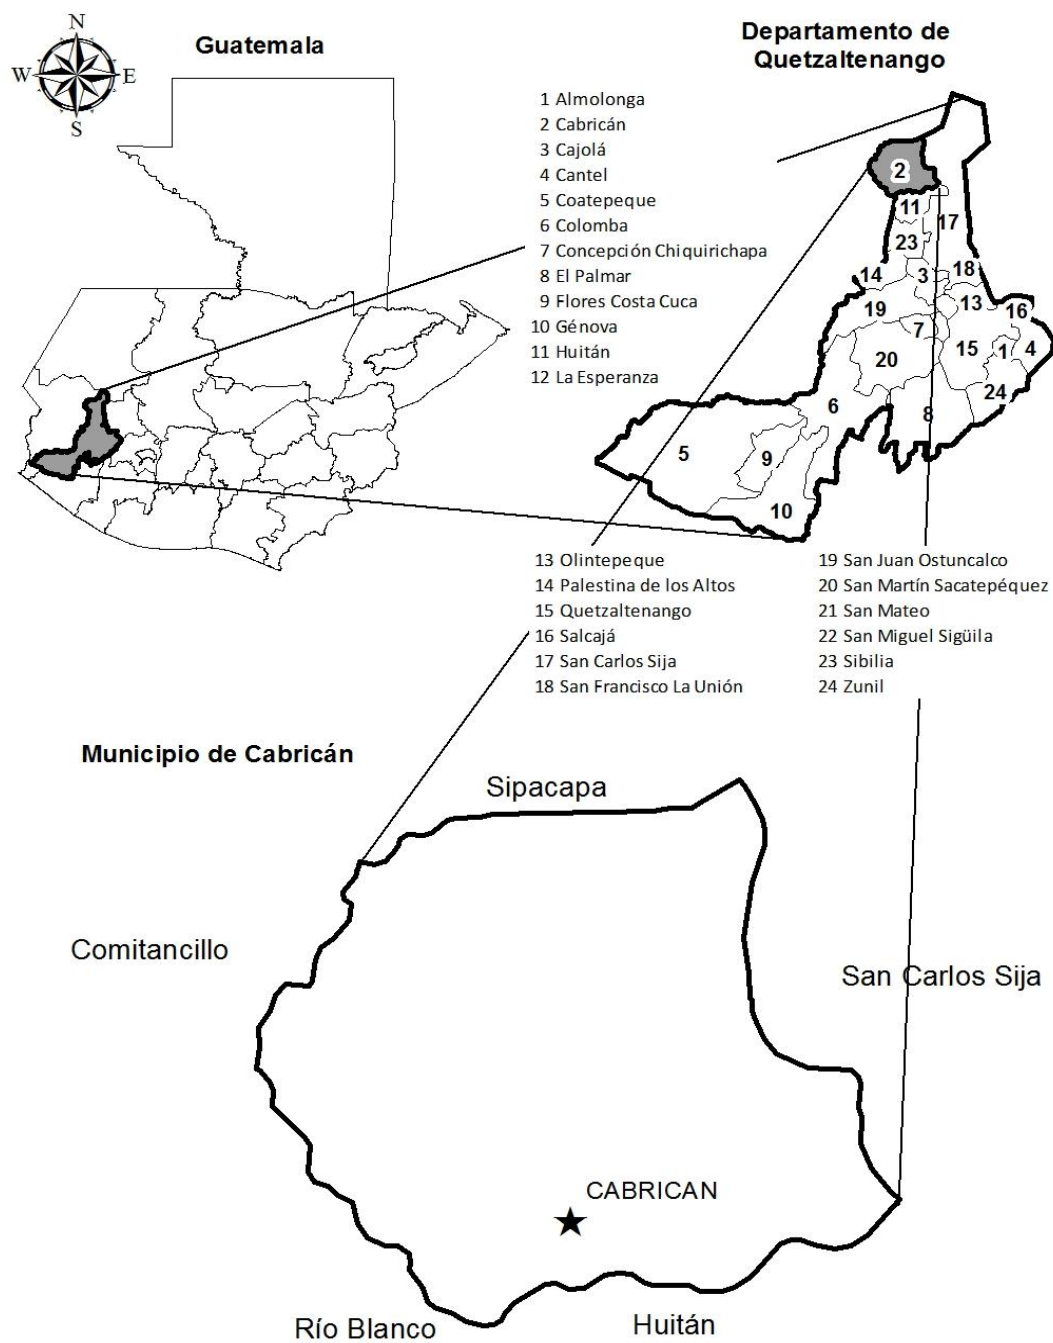 N
W E
S
Guatemala
Departamento de
Quetzaltenango
1 Almolonga
2 Cabricán
3 Cajolá
4 Cantel
5 Coatepeque
6 Colomba
7 Concepción Chiquirichapa
8 El Palmar
9 Flores Costa Cuca
10 Génova
11 Huitán
12 La Esperanza
2
11
17
23
14
3
18
19
13
16
7
20
15
1
4
24
6
8
5
9
10
13 Olintepeque
14 Palestina de los Altos
15 Quetzaltenango
16 Salcajá
17 San Carlos Sija
18 San Francisco La Unión
19 San Juan Ostuncalco
20 San Martín Sacatepéquez
21 San Mateo
22 San Miguel Sigüila
23 Sibilia
24 Zunil
Municipio de Cabricán
Sipacapa
Comitancillo
San Carlos Sija
CABRICAN
Río Blanco
Huitán